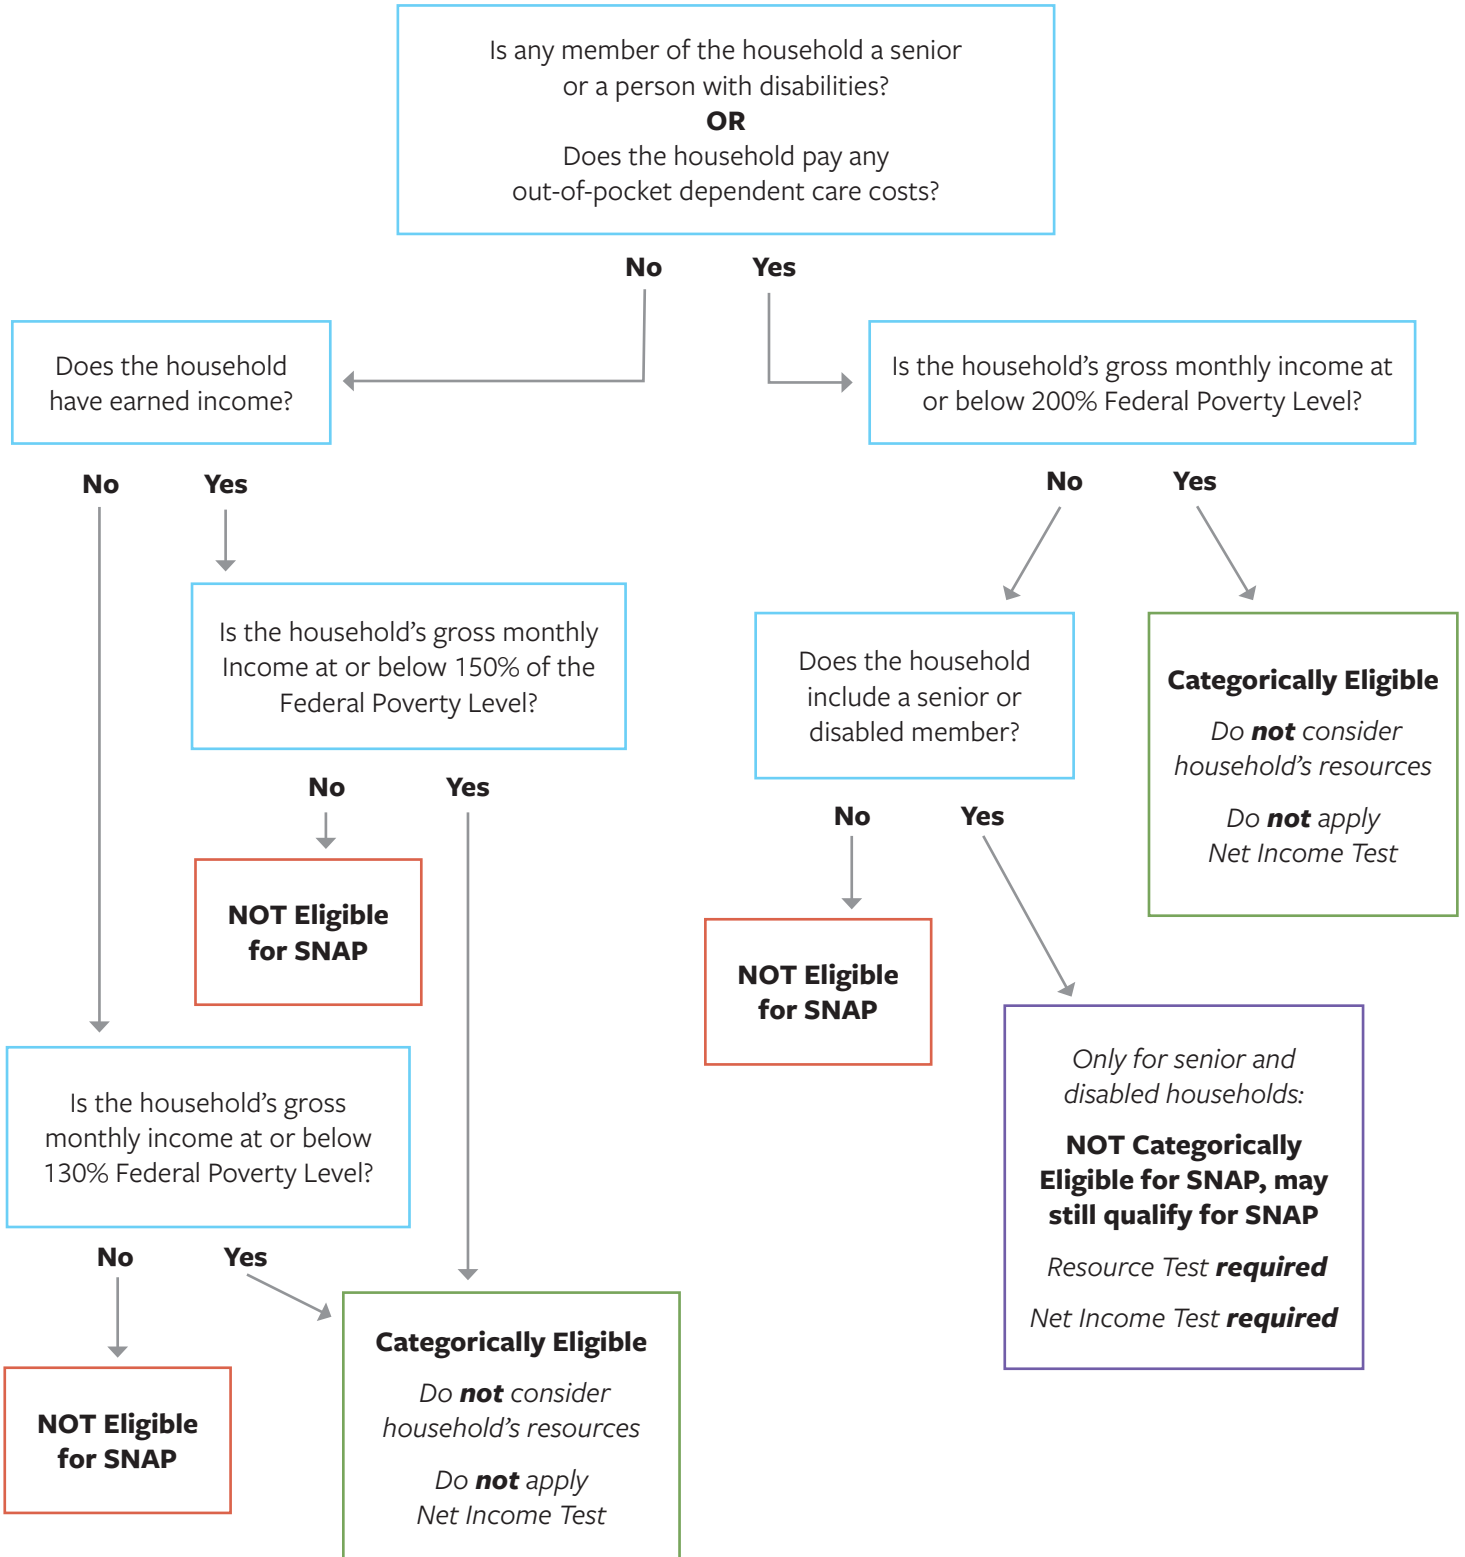 Is any member of the household a senior
or a person with disabilities?
OR
Does the household pay any
out-of-pocket dependent care costs?
No
Yes
Does the household
have earned income?
Is the household’s gross monthly income at
or below 200% Federal Poverty Level?
No
Yes
No
Yes
Is the household’s gross monthly
Income at or below 150% of the
Federal Poverty Level?
Does the household
include a senior or
disabled member?
Categorically Eligible
Do not consider
household’s resources
Do not apply
Net Income Test
No
Yes
No
Yes
NOT Eligible
for SNAP
NOT Eligible
for SNAP
Only for senior and
disabled households:
NOT Categorically
Eligible for SNAP, may
still qualify for SNAP
Resource Test required
Net Income Test required
Is the household’s gross
monthly income at or below
130% Federal Poverty Level?
No
Yes
NOT Eligible
for SNAP
Categorically Eligible
Do not consider
household’s resources
Do not apply
Net Income Test